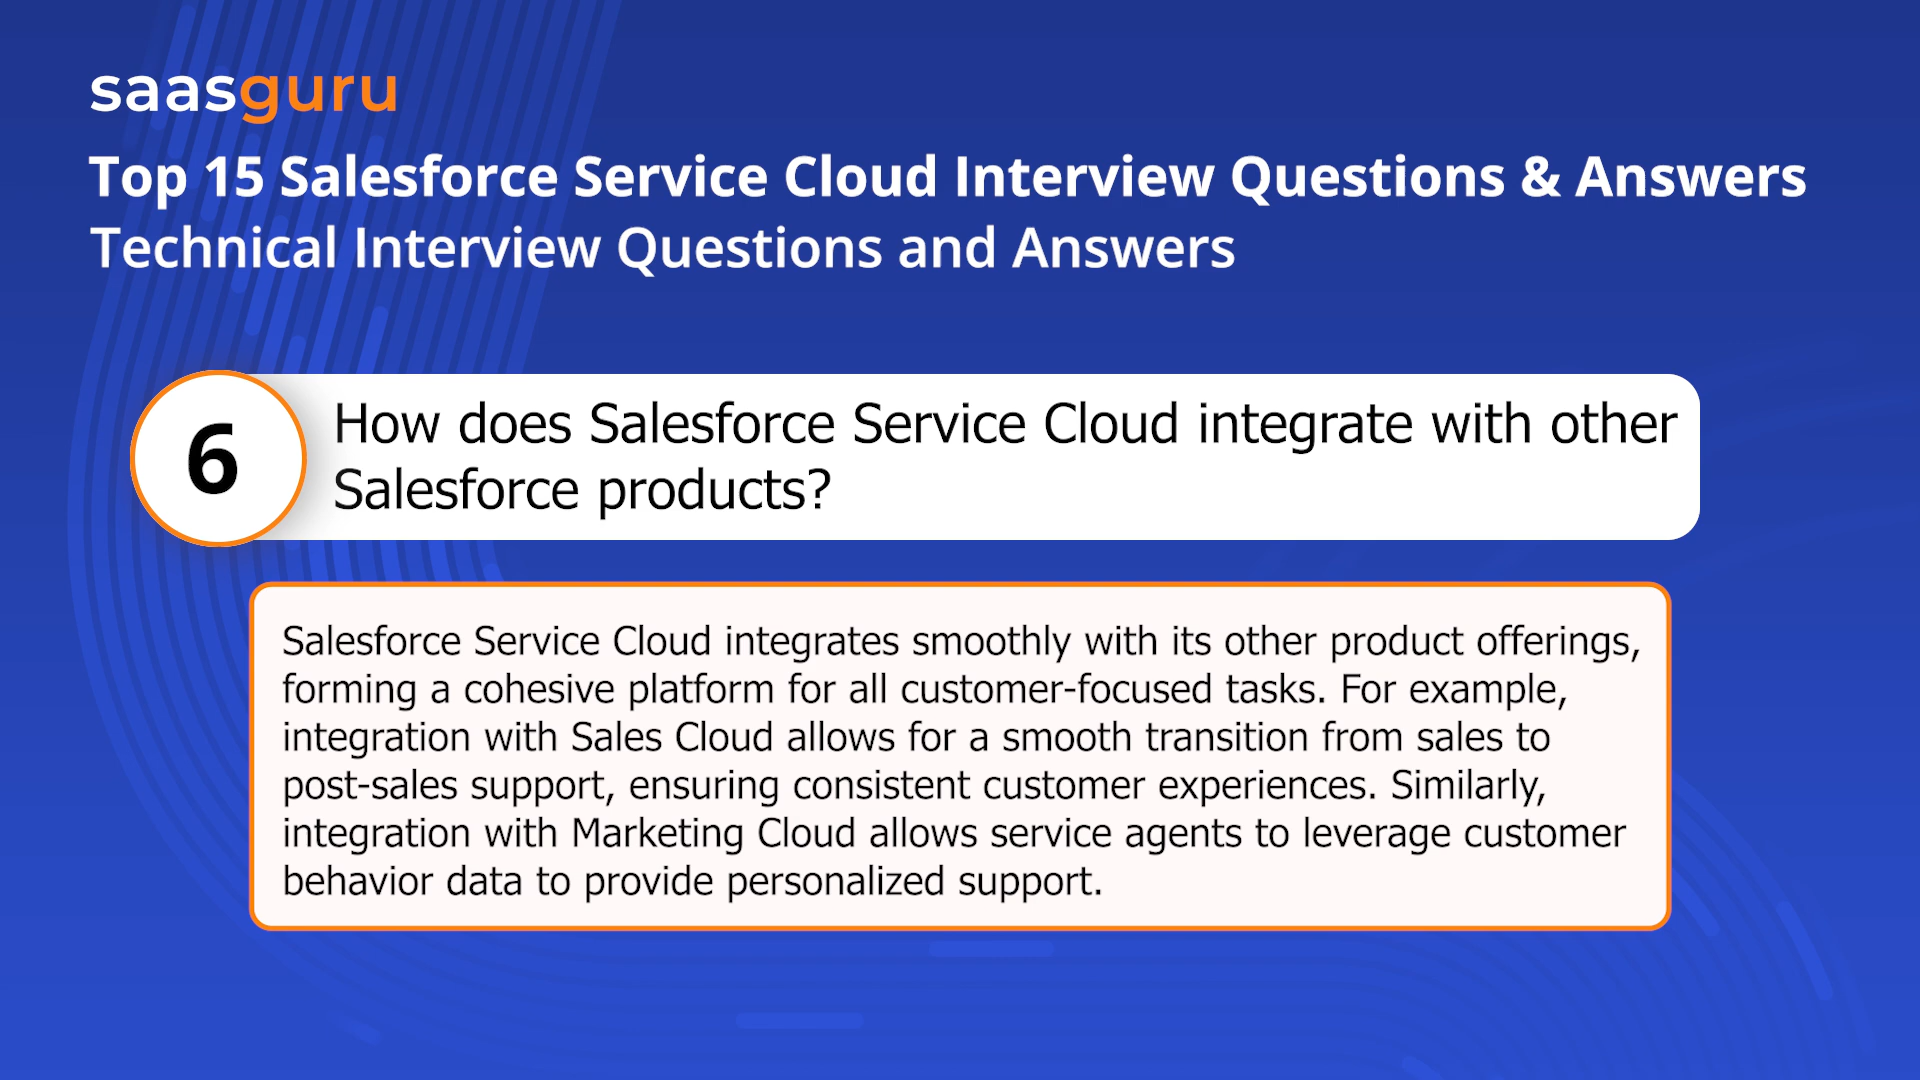 saasguru
Top 15 Salesforce Service Cloud Interview Questions & Answers
Technical Interview Questions and Answers
6
How does Salesforce Service Cloud integrate with other
Salesforce products?
Salesforce Service Cloud integrates smoothly with its other product offerings,
forming a cohesive platform for all customer-focused tasks. For example,
integration with Sales Cloud allows for a smooth transition from sales to
post-sales support, ensuring consistent customer experiences. Similarly,
integration with Marketing Cloud allows service agents to leverage customer
behavior data to provide personalized support.